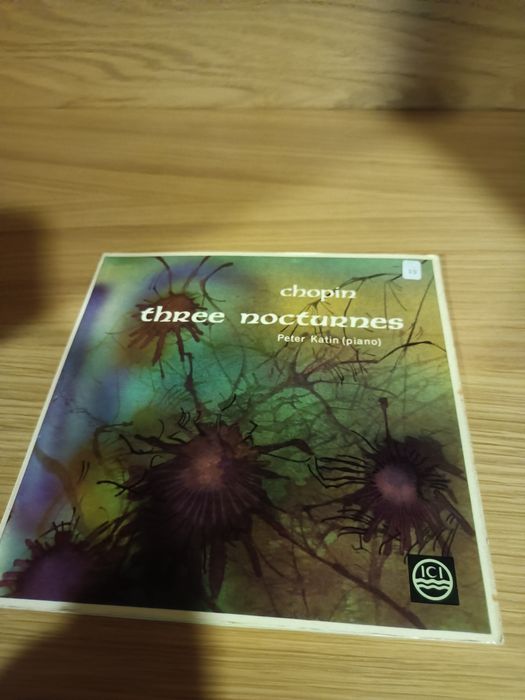 chopin
three nocturnes
Peter Katin (piano)
ICI